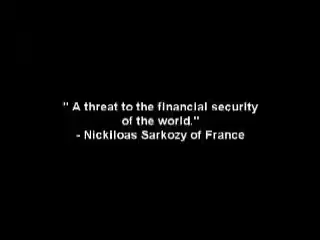 " A threat to the financial security
of the world."
- Nickiloas Sarkozy of France